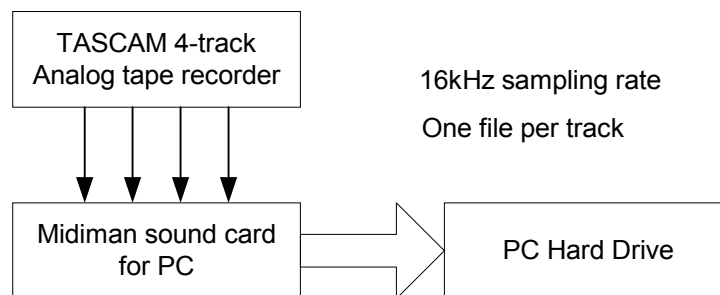 TASCAM 4-track
Analog tape recorder
16kHz sampling rate
One file per track
Midiman sound card
for PC
PC Hard Drive